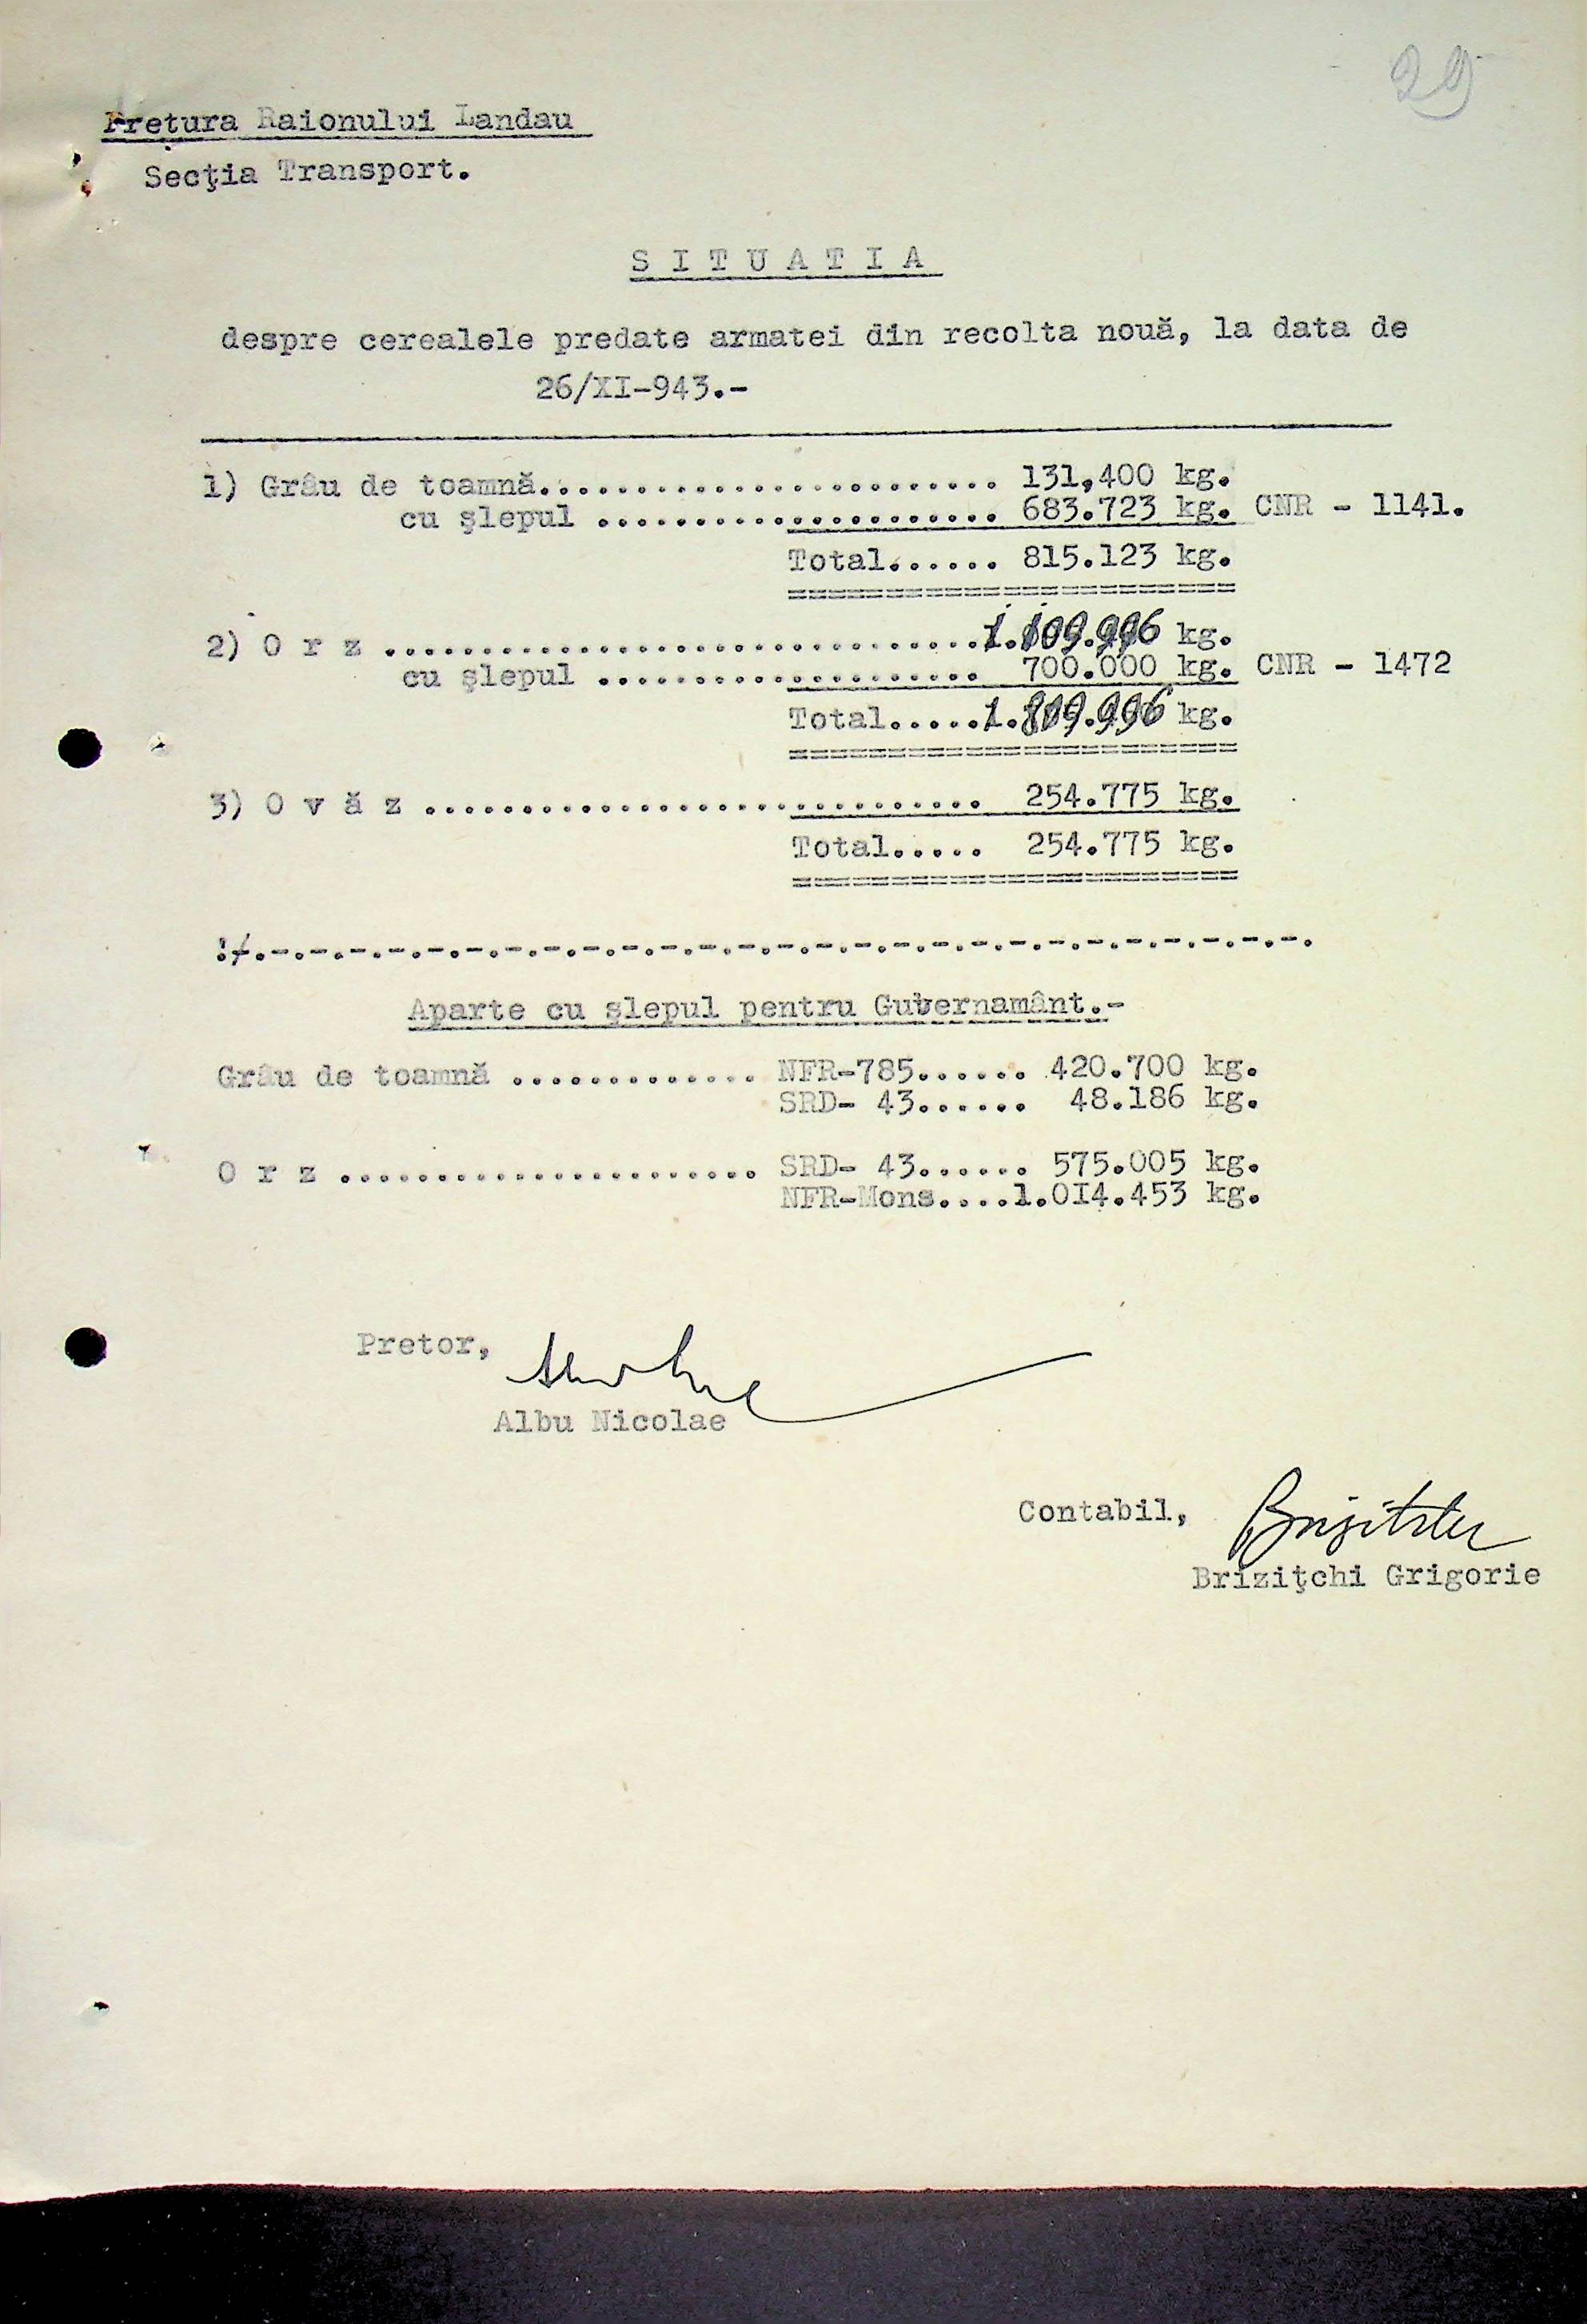 29
Pretura Raionului Landau
Secţia Transport.
S I T U A T I A
despre cerealele predate armatei din recolta nouă, la data de
26/XI-943.-
1) Grâu de toamnă........................ 131,400 kg.
cu şlepul ..................... 683.723 kg. CNR - 1141.
Total...... 815.123 kg.
=======================
2) O r z ............................... 1.109.996 kg.
cu şlepul .................... 700.000 kg. CNR - 1472
Total.....1.809.996 kg.
=======================
3) O v ă z ............................. 254.775 kg.
Total..... 254.775 kg.
=======================
:/.-.-.-.-.-.-.-.-.-.-.-.-.-.-.-.-.-.-.-.-.-.-.-.-.-.-.-.
Aparte cu şlepul pentru Guvernamânt.-
Grâu de toamnă ............. NFR-785...... 420.700 kg.
SRD- 43...... 48.186 kg.
O r z ...................... SRD- 43...... 575.005 kg.
NFR-Mons....1.0I4.453 kg.
Pretor,
Albu Nicolae
Contabil,
Briziţchi Grigorie